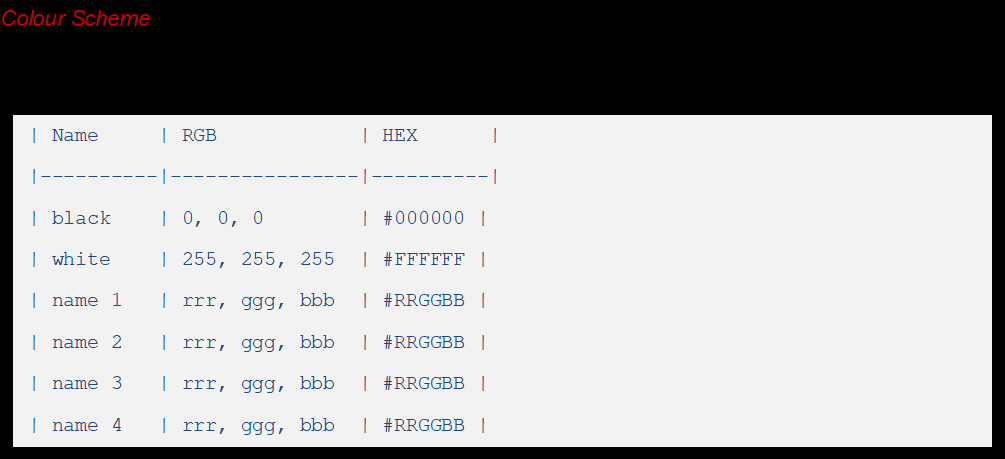 Colour Scheme
| Name     | RGB            | HEX      |
|----------|----------------|----------|
| black    | 0, 0, 0        | #000000 |
| white    | 255, 255, 255  | #FFFFFF |
| name 1   | rrr, ggg, bbb  | #RRGGBB |
| name 2   | rrr, ggg, bbb  | #RRGGBB |
| name 3   | rrr, ggg, bbb  | #RRGGBB |
| name 4   | rrr, ggg, bbb  | #RRGGBB |